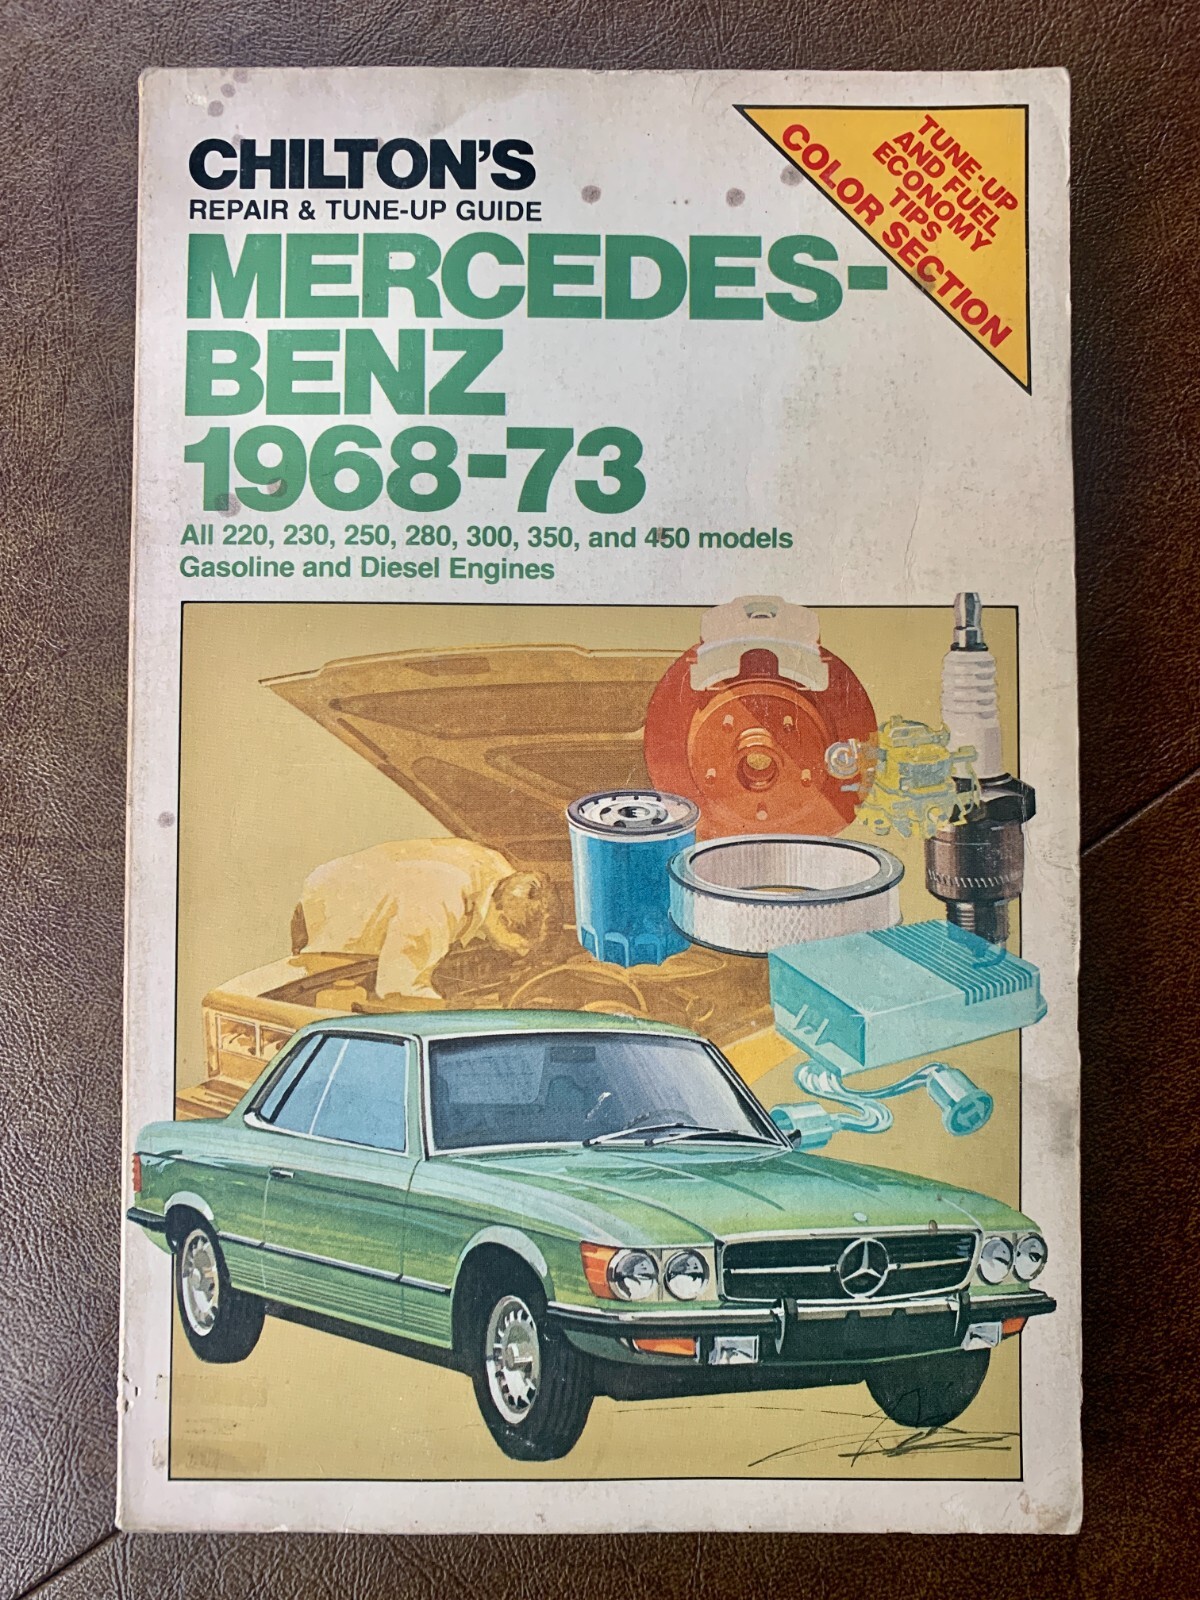 CHILTON'S
REPAIR & TUNE-UP GUIDE
MERCEDES-
BENZ
1968-73
All 220, 230, 250, 280, 300, 350, and 450 models
Gasoline and Diesel Engines
TUNE-UP
AND FUEL
ECONOMY
TIPS
COLOR SECTION